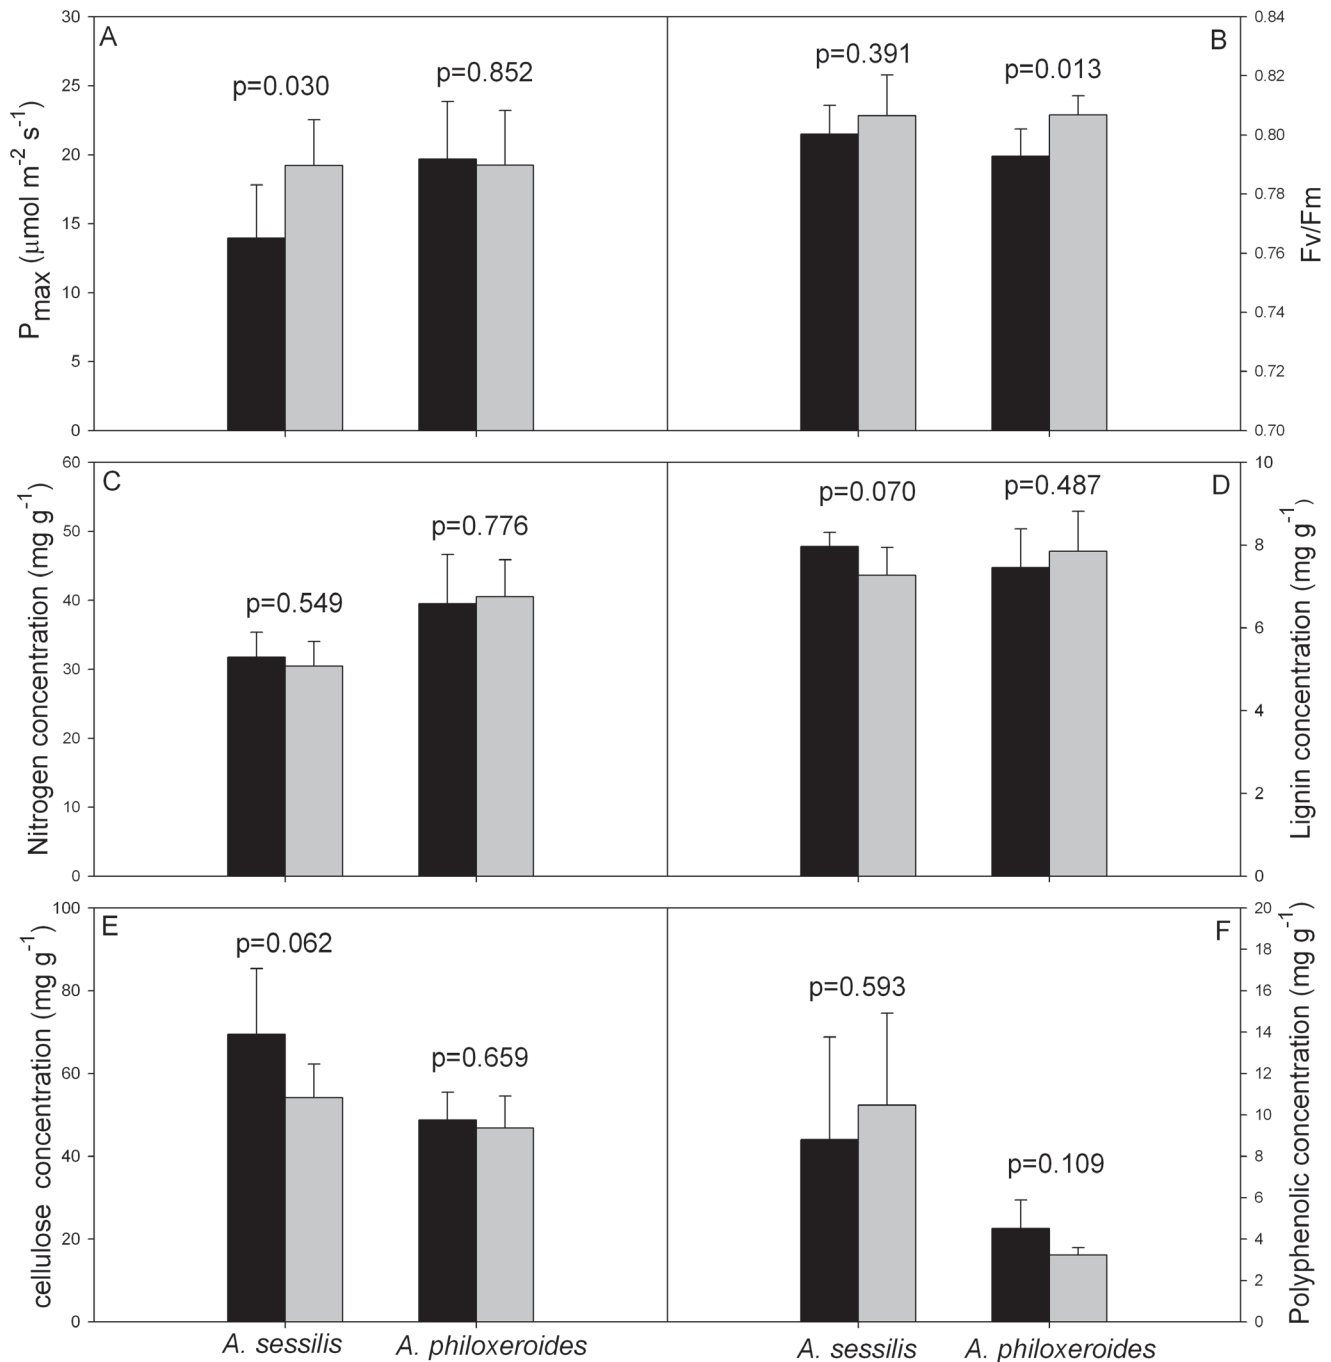 A
B
p=0.030
p=0.852
p=0.391
p=0.013
30
25
20
15
10
5
0
Pmax (μmol m-2 s-1)
0.84
0.82
0.80
0.78
0.76
0.74
0.72
0.70
Fv/Fm
C
D
p=0.549
p=0.776
p=0.070
p=0.487
60
50
40
30
20
10
0
Nitrogen concentration (mg g-1)
10
8
6
4
2
0
Lignin concentration (mg g-1)
E
F
p=0.062
p=0.659
p=0.593
p=0.109
100
80
60
40
20
0
cellulose concentration (mg g-1)
20
18
16
14
12
10
8
6
4
2
0
Polyphenolic concentration (mg g-1)
A. sessilis
A. philoxeroides
A. sessilis
A. philoxeroides